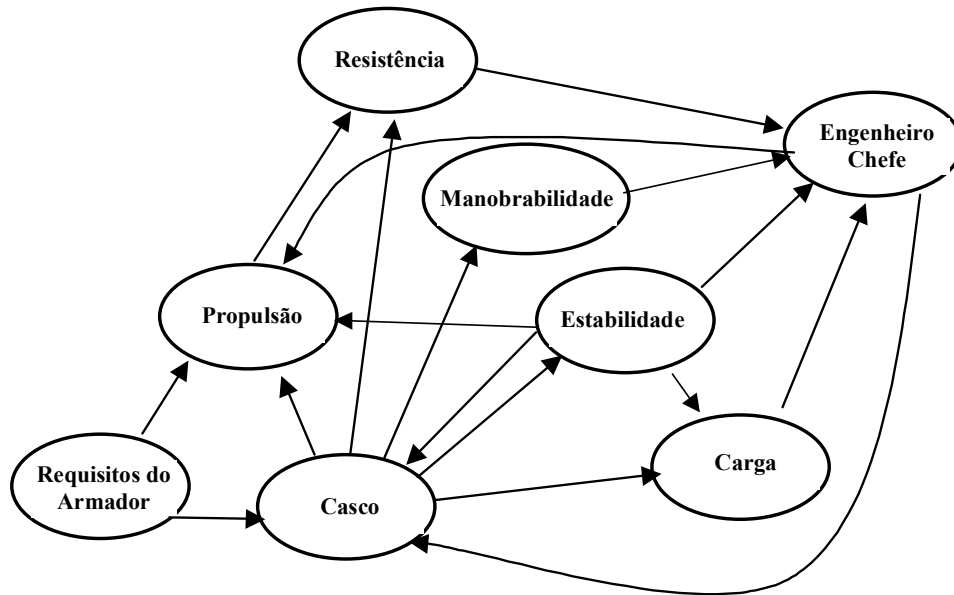 Resistência
Engenheiro
Chefe
Manobrabilidade
Propulsão
Estabilidade
Requisitos do
Armador
Casco
Carga